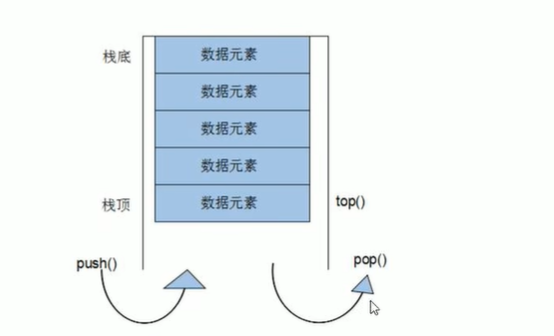 栈底
数据元素
数据元素
数据元素
数据元素
栈顶
数据元素
top()
push()
pop()